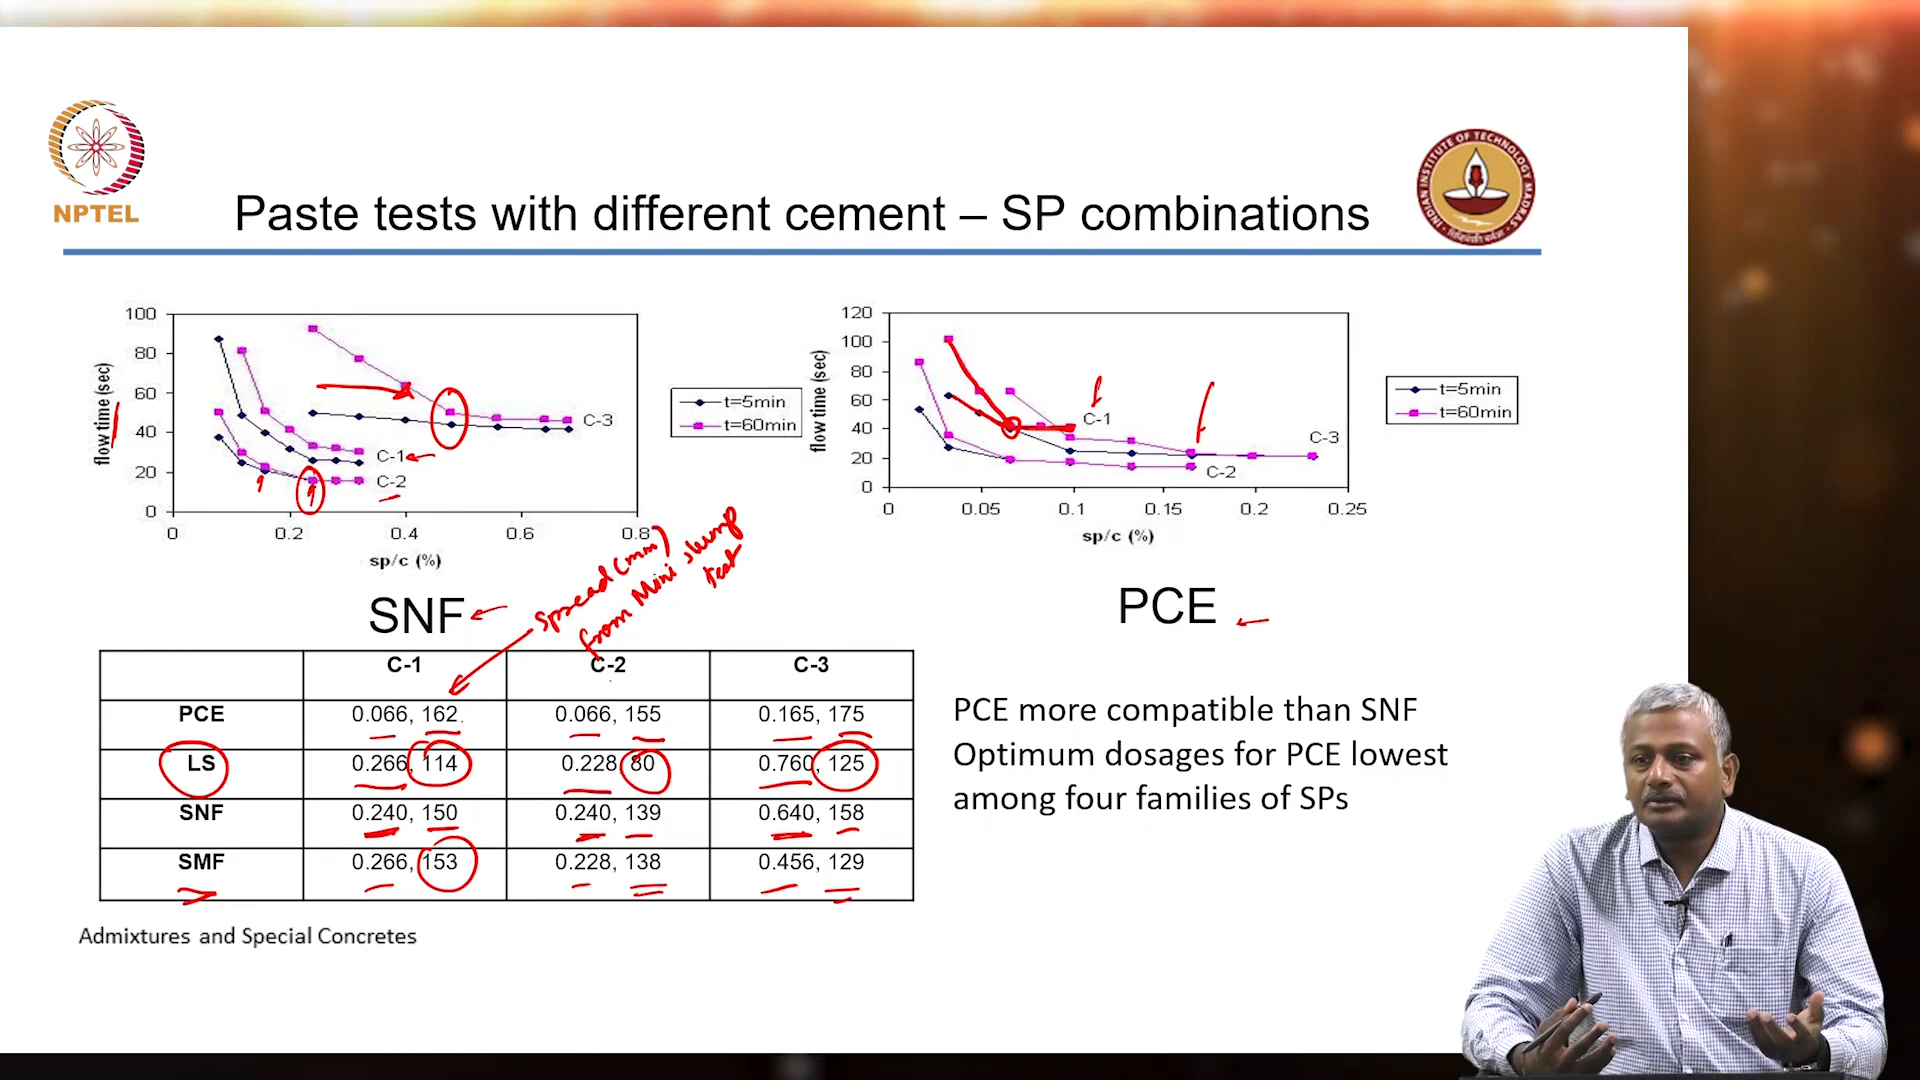 NPTEL
INDIAN INSTITUTE OF TECHNOLOGY MADRAS
Paste tests with different cement – SP combinations
100
80
60
40
20
0
flow time (sec)
0
0.2
0.4
0.6
0.8
sp/c (%)
C-3
C-1
C-2
t=5min
t=60min
120
100
80
60
40
20
0
flow time (sec)
0
0.05
0.1
0.15
0.2
0.25
sp/c (%)
C-1
C-3
C-2
t=5min
t=60min
Spread (mm)
from Mini slump
test
SNF
PCE
C-1 C-2 C-3
PCE 0.066, 162 0.066, 155 0.165, 175
LS 0.266, 114 0.228, 80 0.760, 125
SNF 0.240, 150 0.240, 139 0.640, 158
SMF 0.266, 153 0.228, 138 0.456, 129
PCE more compatible than SNF
Optimum dosages for PCE lowest
among four families of SPs
Admixtures and Special Concretes